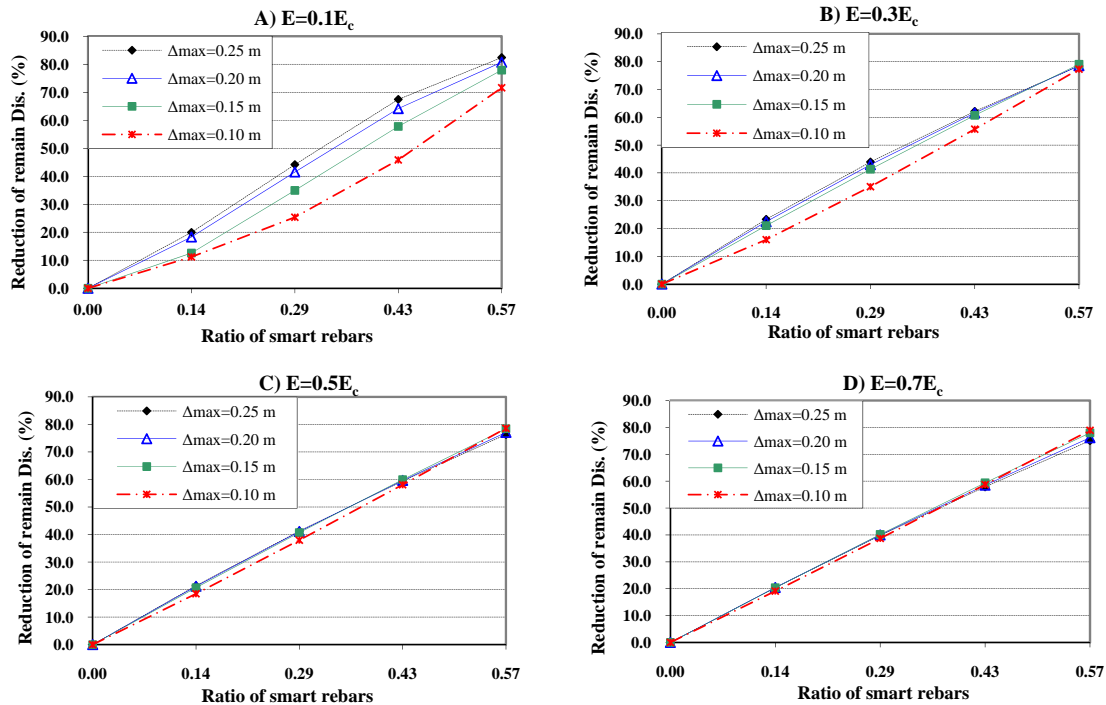 A) E=0.1E_c
90.0
80.0
70.0
60.0
50.0
40.0
30.0
20.0
10.0
0.0
Reduction of remain Dis. (%)
Δmax=0.25 m
Δmax=0.20 m
Δmax=0.15 m
Δmax=0.10 m
0.00 0.14 0.29 0.43 0.57
Ratio of smart rebars
B) E=0.3E_c
90.0
80.0
70.0
60.0
50.0
40.0
30.0
20.0
10.0
0.0
Reduction of remain Dis. (%)
Δmax=0.25 m
Δmax=0.20 m
Δmax=0.15 m
Δmax=0.10 m
0.00 0.14 0.29 0.43 0.57
Ratio of smart rebars
C) E=0.5E_c
90.0
80.0
70.0
60.0
50.0
40.0
30.0
20.0
10.0
0.0
Reduction of remain Dis. (%)
Δmax=0.25 m
Δmax=0.20 m
Δmax=0.15 m
Δmax=0.10 m
0.00 0.14 0.29 0.43 0.57
Ratio of smart rebars
D) E=0.7E_c
90.0
80.0
70.0
60.0
50.0
40.0
30.0
20.0
10.0
0.0
Reduction of remain Dis. (%)
Δmax=0.25 m
Δmax=0.20 m
Δmax=0.15 m
Δmax=0.10 m
0.00 0.14 0.29 0.43 0.57
Ratio of smart rebars